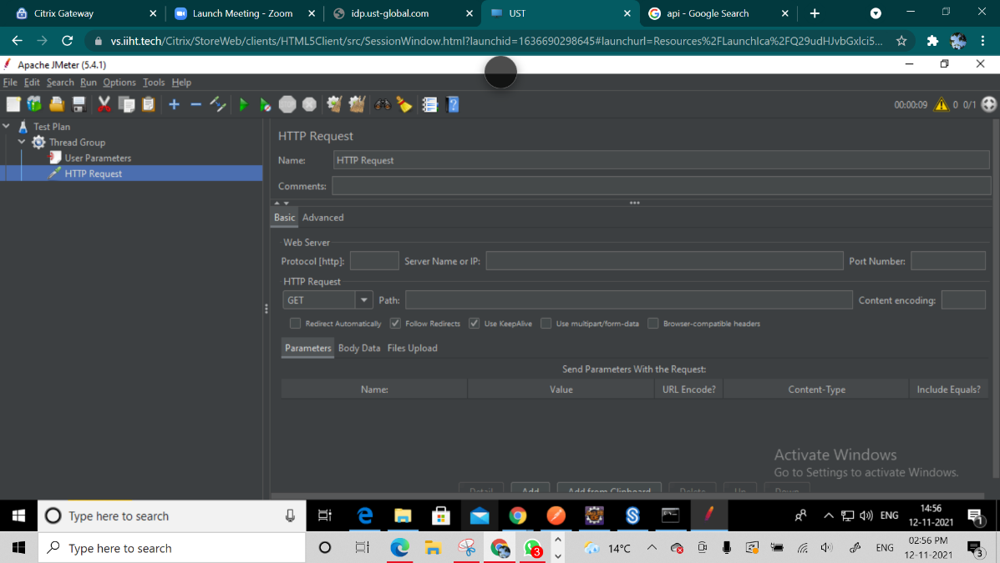 Citrix Gateway
Launch Meeting - Zoom
idp.ust-global.com
UST
api - Google Search
vs.iiht.tech/Citrix/StoreWeb/clients/HTML5Client/src/SessionWindow.html?launchid=1636690298645#launchurl=Resources%2FLaunchIca%2FQ29udHJvbGxlci5...
Apache JMeter (5.4.1)
File Edit Search Run Options Tools Help
00:00:09 0 0/1
Test Plan
Thread Group
User Parameters
HTTP Request
HTTP Request
Name: HTTP Request
Comments:
Basic Advanced
Web Server
Protocol [http]: Server Name or IP: Port Number:
HTTP Request
GET Path: Content encoding:
Redirect Automatically Follow Redirects Use KeepAlive Use multipart/form-data Browser-compatible headers
Parameters Body Data Files Upload
Send Parameters With the Request:
Name: Value URL Encode? Content-Type Include Equals?
Activate Windows
Go to Settings to activate Windows.
Detail Add Add from Clipboard Delete Up Down
Type here to search
ENG
14:56
12-11-2021
1
Type here to search
3
14°C
ENG
02:56 PM
12-11-2021
3